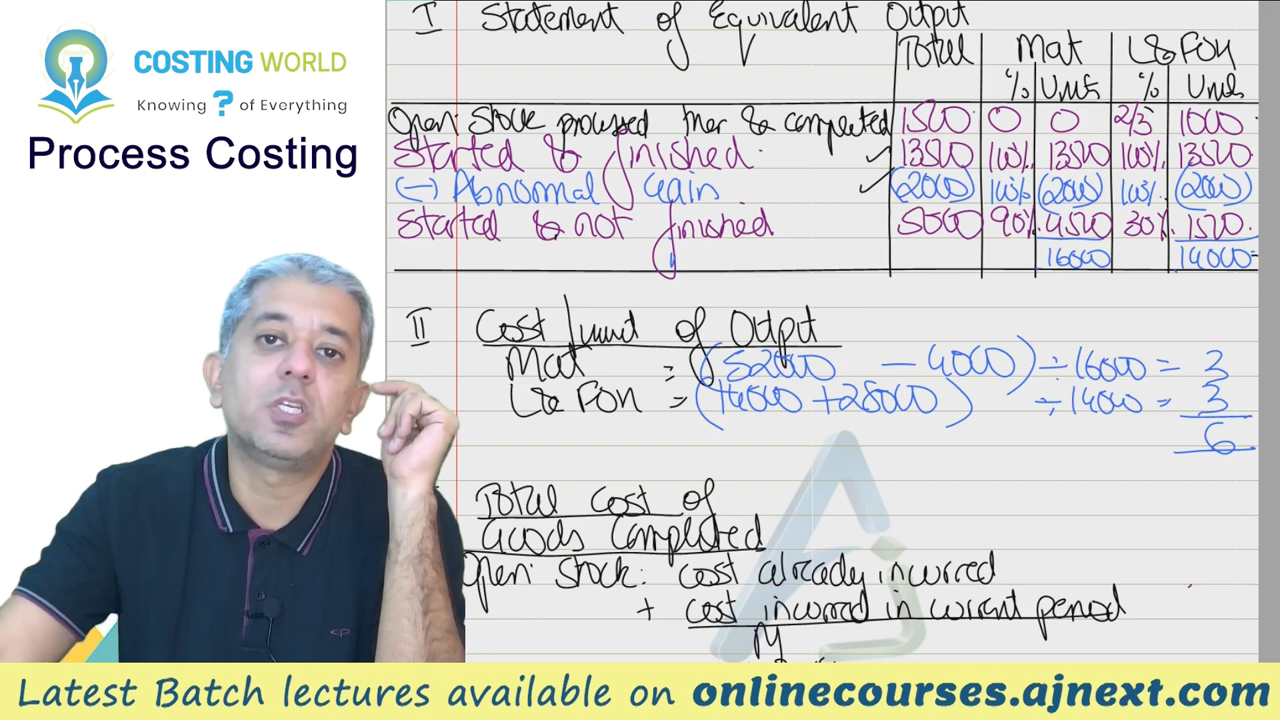 COSTING WORLD
Knowing ? of Everything
Process Costing
I Statement of Equivalent Output
Total Mat L& FOH
% Units % Units
Open: Stock processed & completed 1500 0 0 2/3 1000
Started & finished. 13500 100% 13500 100% 13500
(-) Abnormal Gain (2000) 100% (2000) 100% (2000)
Started & not finished 5000 90% 4500 30% 1500
16000 14000
II Cost/unit of Output
Mat = (52000 - 4000) ÷ 16000 = 3
L& FOH = (14000 + 28000) ÷ 14000 = 3
6
Total Cost of
Goods Completed
Open: Stock: cost already incurred
+ cost incurred in current period
Latest Batch lectures available on onlinecourses.ajnext.com